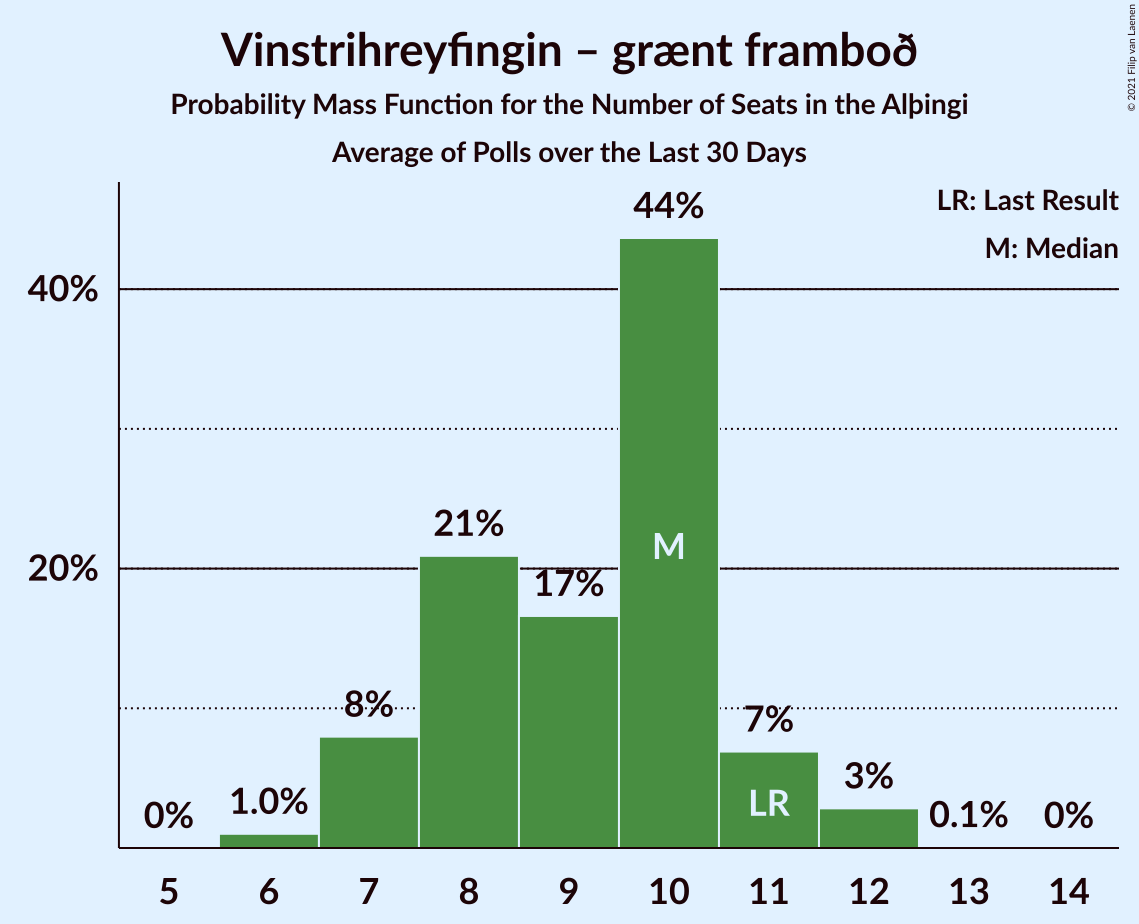 Vinstrihreyfingin – grænt framboð
Probability Mass Function for the Number of Seats in the Alþingi
Average of Polls over the Last 30 Days
© 2021 Filip van Laenen
LR: Last Result
M: Median
44%
40%
21%
M
20%
17%
8%
7%
1.0%
3%
LR
0%
0.1%
0%
5 6 7 8 9 10 11 12 13 14